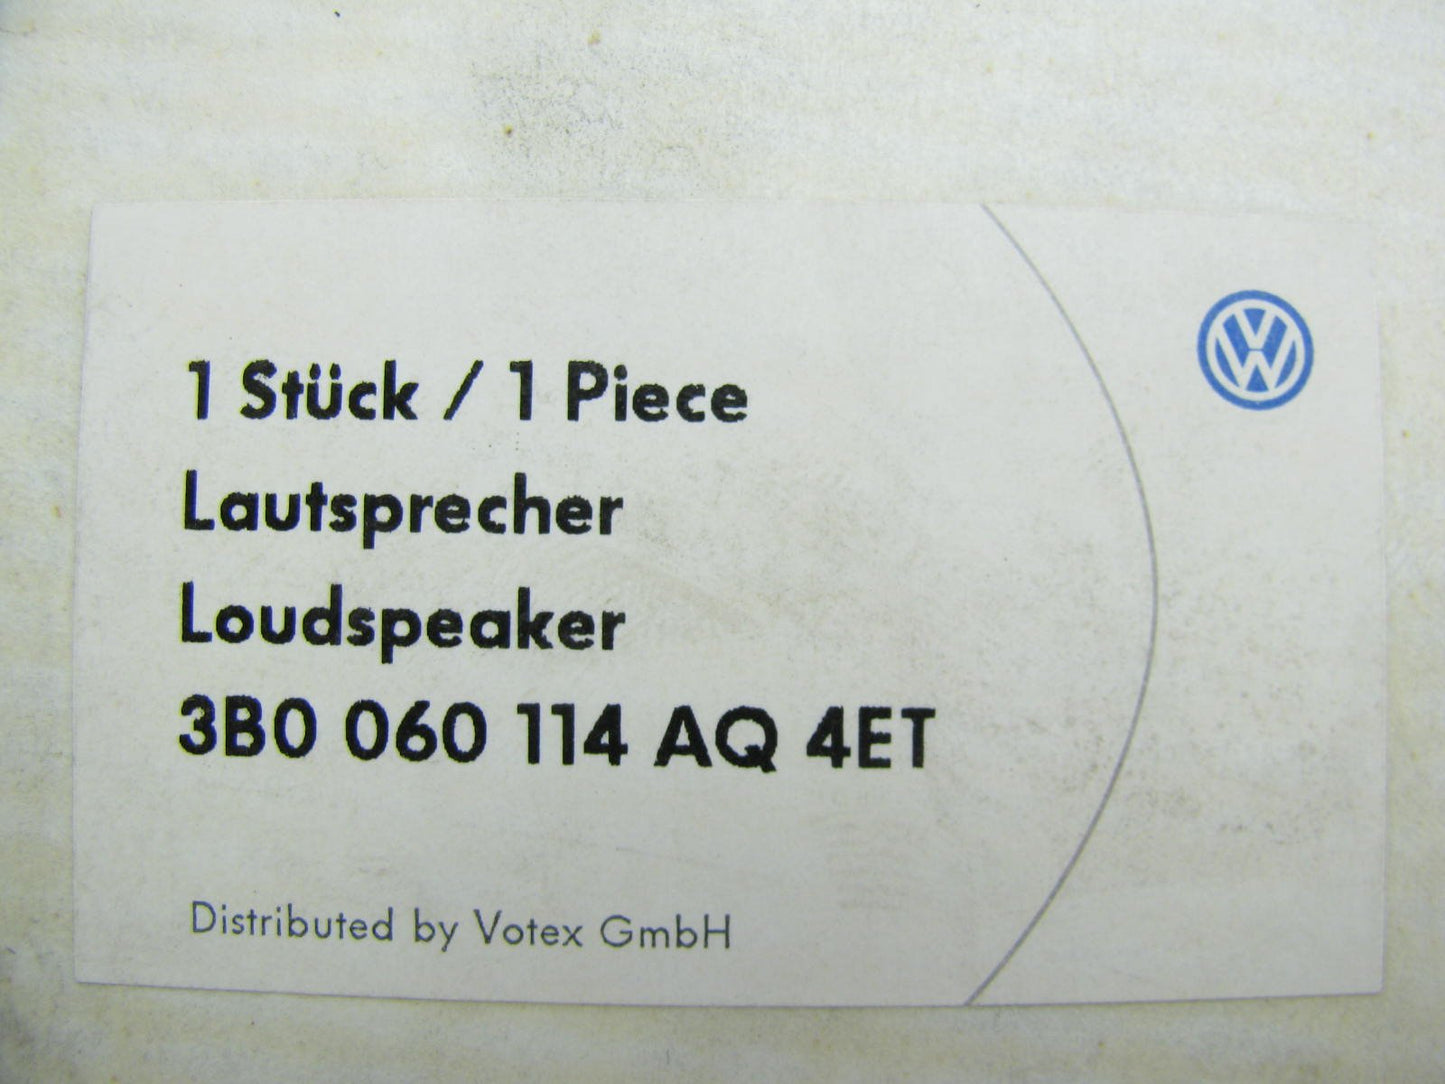 1 Stück / 1 Piece
Lautsprecher
Loudspeaker
3B0 060 114 AQ 4ET
Distributed by Votex GmbH